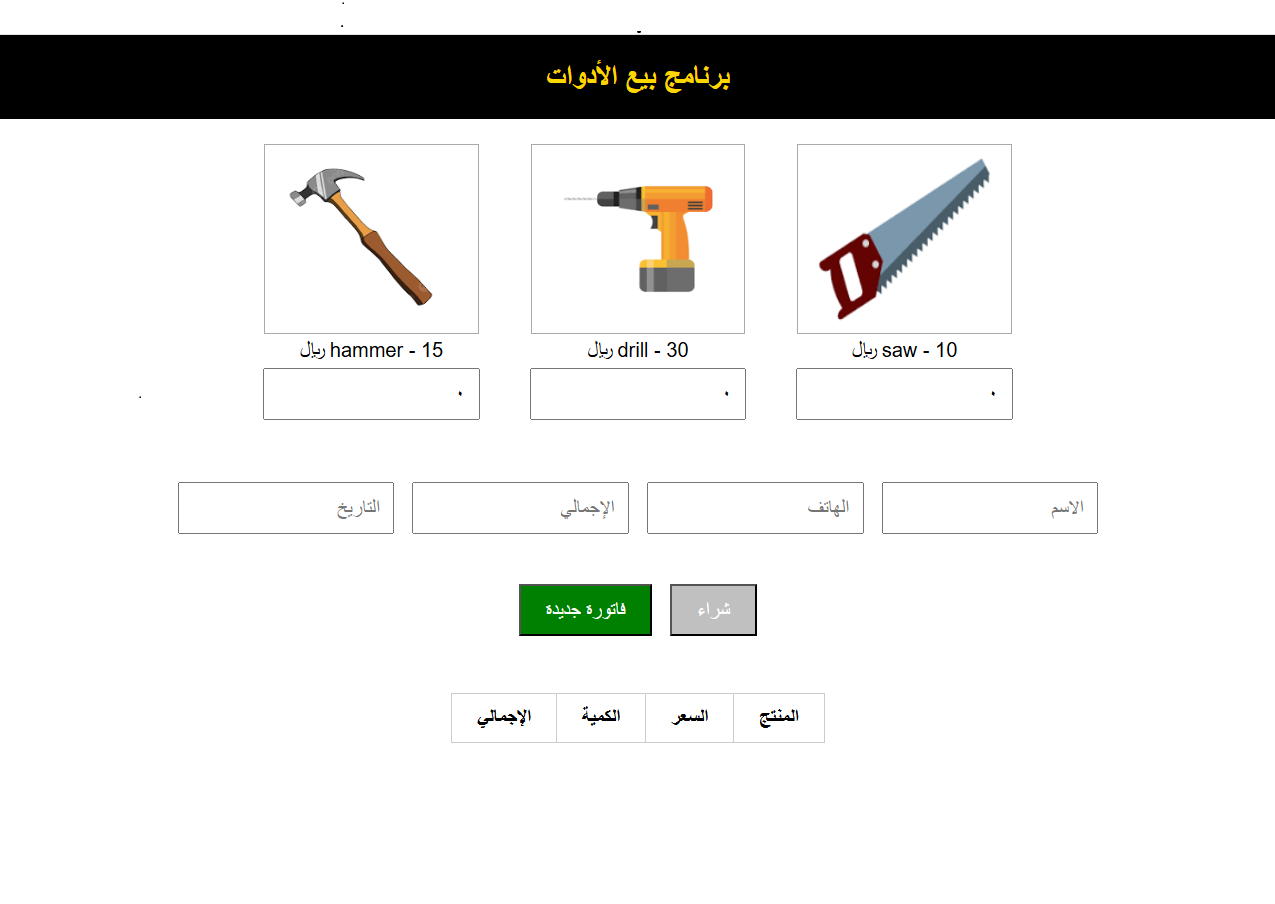 برنامج بيع الأدوات
saw - 10 ريال
drill - 30 ريال
hammer - 15 ريال
٠
٠
٠
الاسم
الهاتف
الإجمالي
التاريخ
شراء
فاتورة جديدة
المنتج السعر الكمية الإجمالي